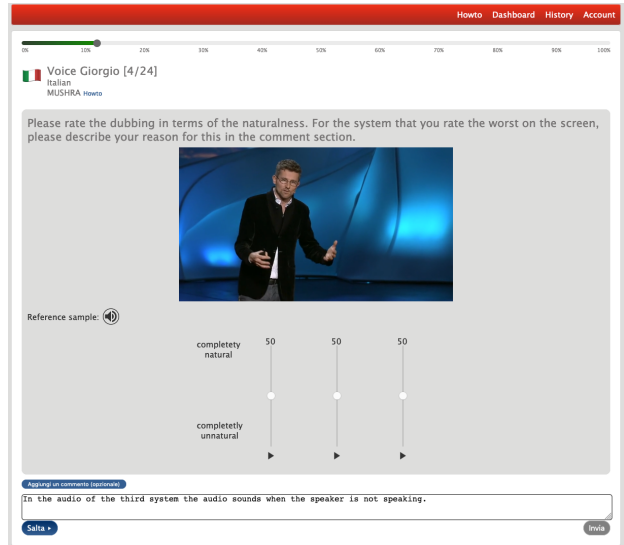 Howto Dashboard History Account
0% 10% 20% 30% 40% 50% 60% 70% 80% 90% 100%
Voice Giorgio [4/24]
Italian
MUSHRA Howto
Please rate the dubbing in terms of the naturalness. For the system that you rate the worst on the screen,
please describe your reason for this in the comment section.
Reference sample:
completety
natural
50 50 50
completetly
unnatural
Aggiungi un commento (opzionale)
In the audio of the third system the audio sounds when the speaker is not speaking.
Salta ▸
Invia